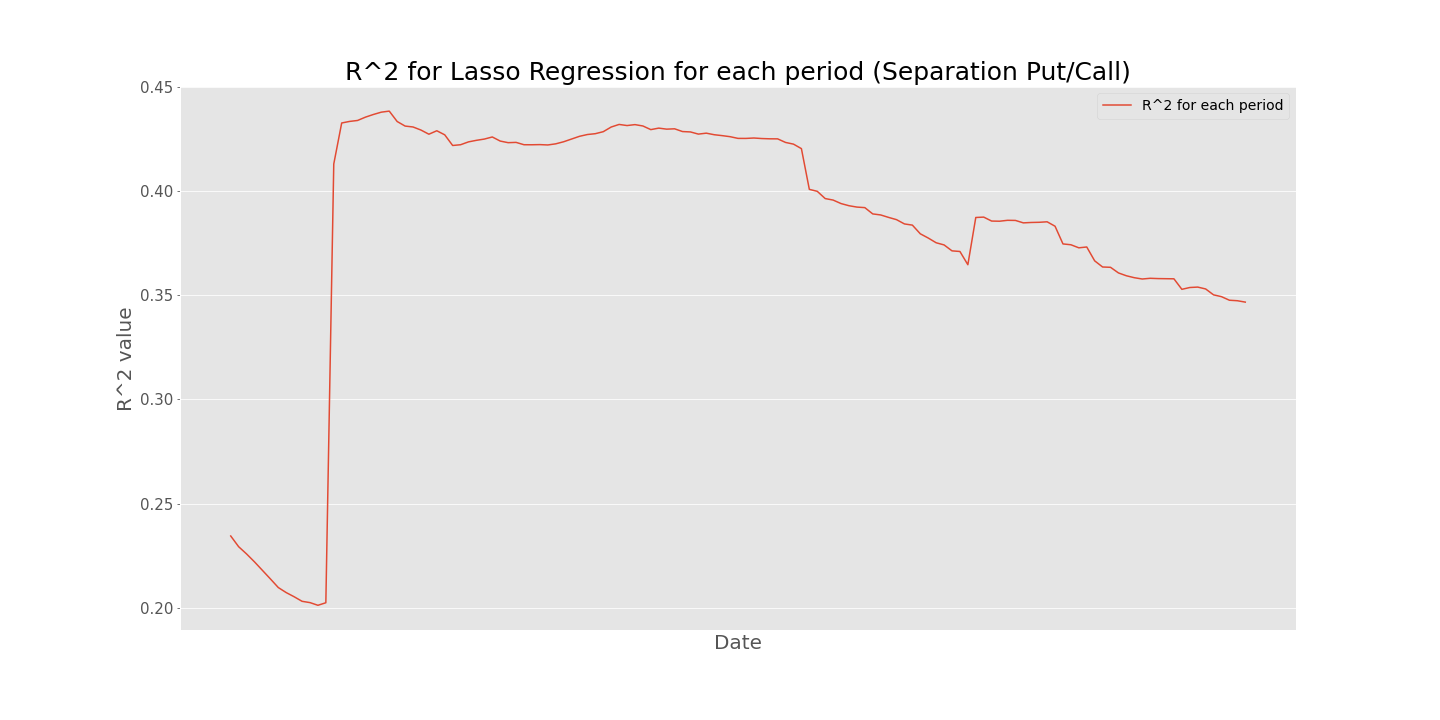 R^2 for Lasso Regression for each period (Separation Put/Call)
R^2 for each period
0.45
0.40
0.35
0.30
0.25
0.20
R^2 value
Date